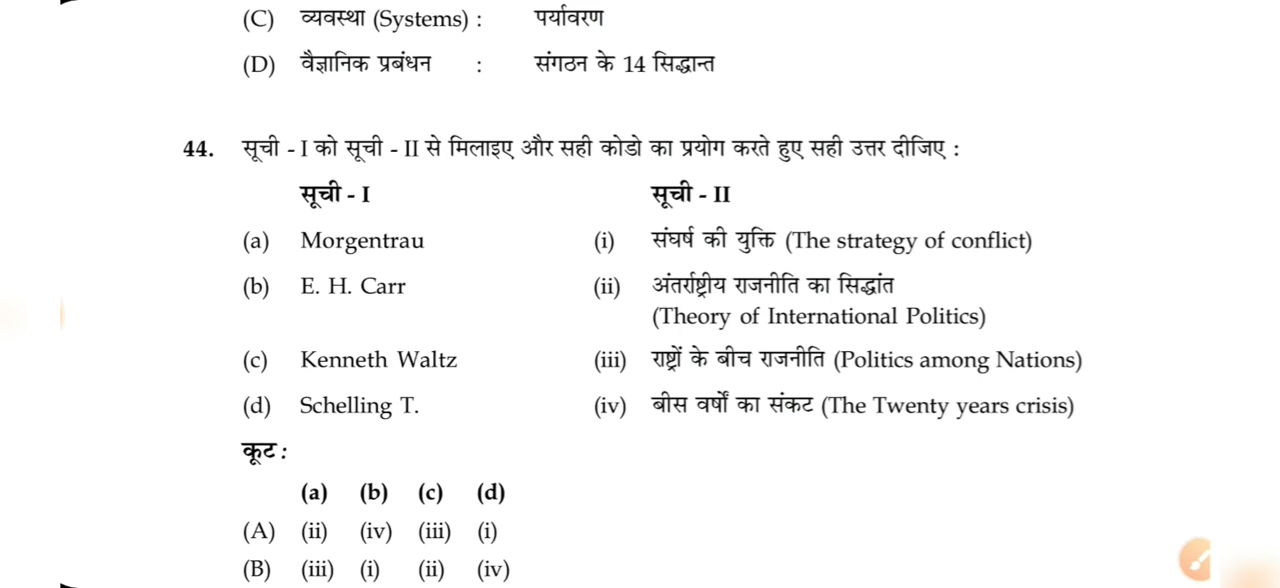 (C) व्यवस्था (Systems) : पर्यावरण
(D) वैज्ञानिक प्रबंधन : संगठन के 14 सिद्धान्त
44. सूची - I को सूची - II से मिलाइए और सही कोडो का प्रयोग करते हुए सही उत्तर दीजिए :
सूची - I सूची - II
(a) Morgentrau (i) संघर्ष की युक्ति (The strategy of conflict)
(b) E. H. Carr (ii) अंतर्राष्ट्रीय राजनीति का सिद्धांत
(Theory of International Politics)
(c) Kenneth Waltz (iii) राष्ट्रों के बीच राजनीति (Politics among Nations)
(d) Schelling T. (iv) बीस वर्षों का संकट (The Twenty years crisis)
कूट :
(a) (b) (c) (d)
(A) (ii) (iv) (iii) (i)
(B) (iii) (i) (ii) (iv)